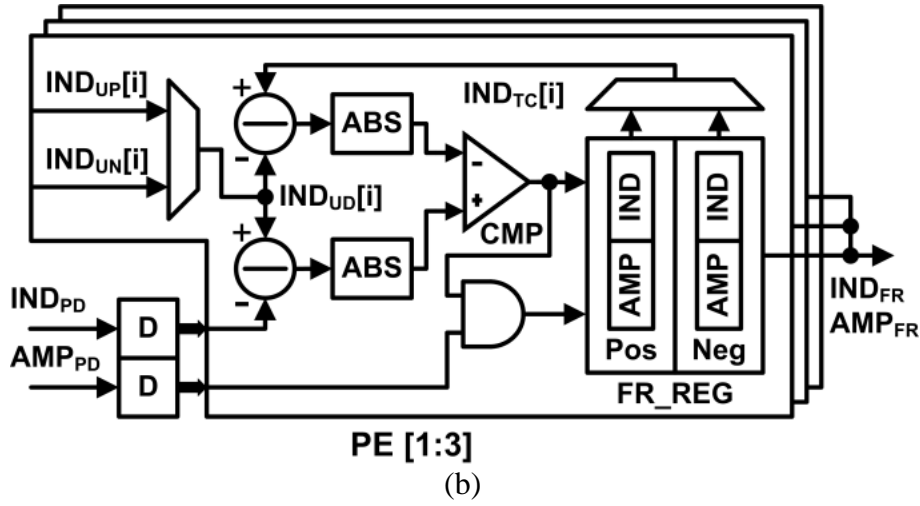 IND_UP[i]
IND_UN[i]
IND_UD[i]
IND_TC[i]
+
-
ABS
+
-
ABS
-
+
CMP
IND
AMP
Pos
IND
AMP
Neg
FR_REG
IND_PD
AMP_PD
D
D
IND_FR
AMP_FR
PE [1:3]
(b)